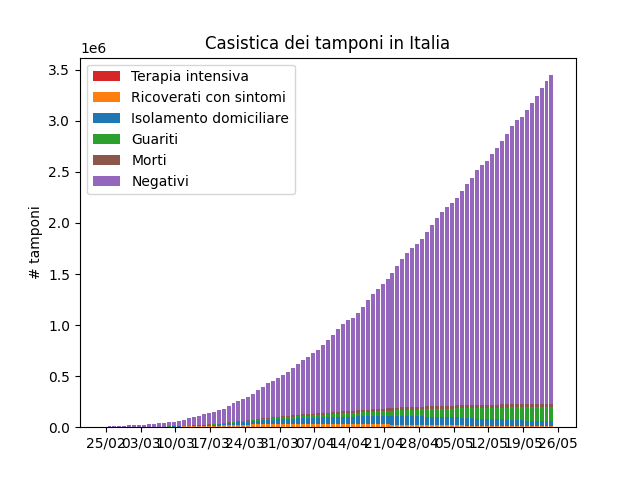 Casistica dei tamponi in Italia
1e6
Terapia intensiva
Ricoverati con sintomi
Isolamento domiciliare
Guariti
Morti
Negativi
# tamponi
3.5
3.0
2.5
2.0
1.5
1.0
0.5
0.0
25/02 03/03 10/03 17/03 24/03 31/03 07/04 14/04 21/04 28/04 05/05 12/05 19/05 26/05